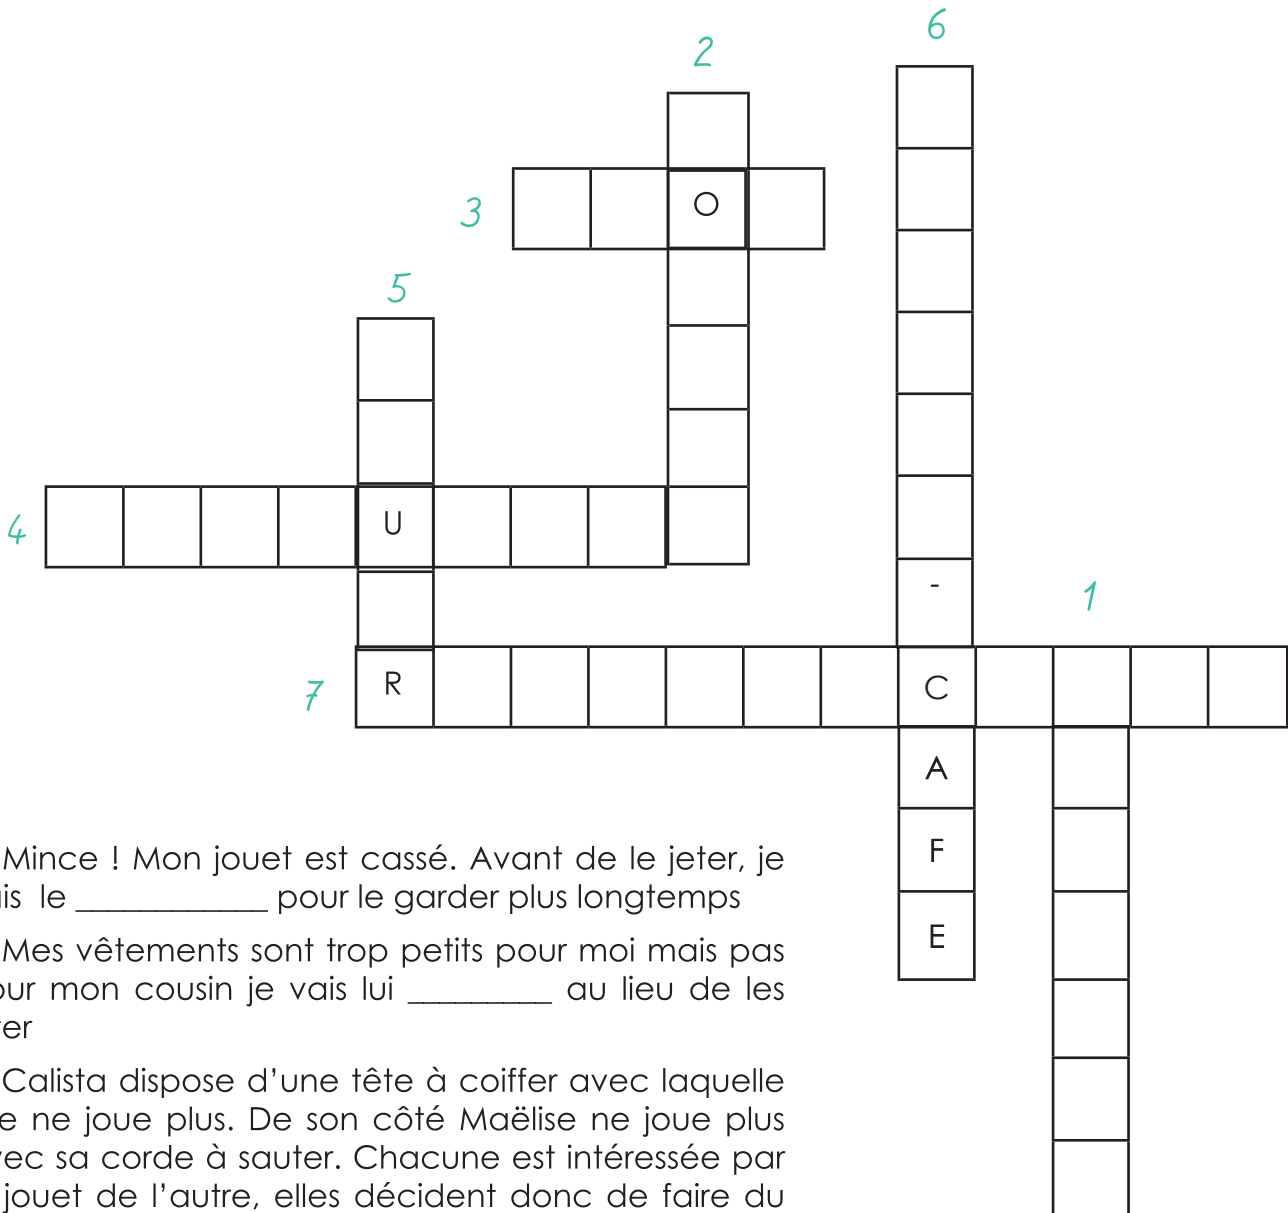 6
2
O
3
5
U
4
-
1
R
C
7
A
F
E
Mince ! Mon jouet est cassé. Avant de le jeter, je
le ____________ pour le garder plus longtemps
Mes vêtements sont trop petits pour moi mais pas
mon cousin je vais lui _________ au lieu de les
Calista dispose d’une tête à coiffer avec laquelle
ne joue plus. De son côté Maëlise ne joue plus
sa corde à sauter. Chacune est intéressée par
jouet de l’autre, elles décident donc de faire du